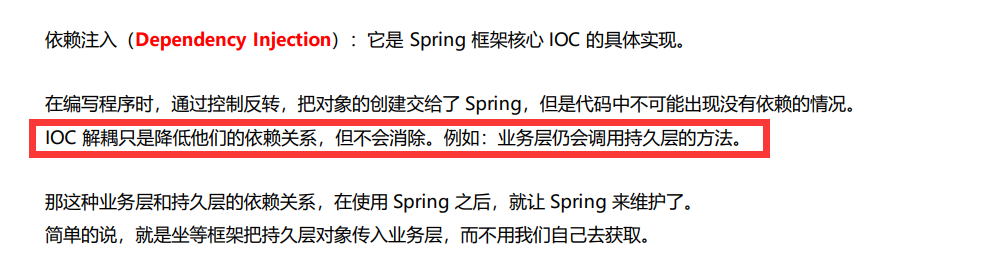 依赖注入（Dependency Injection）：它是 Spring 框架核心 IOC 的具体实现。
在编写程序时，通过控制反转，把对象的创建交给了 Spring，但是代码中不可能出现没有依赖的情况。
IOC 解耦只是降低他们的依赖关系，但不会消除。例如：业务层仍会调用持久层的方法。
那这种业务层和持久层的依赖关系，在使用 Spring 之后，就让 Spring 来维护了。
简单的说，就是坐等框架把持久层对象传入业务层，而不用我们自己去获取。